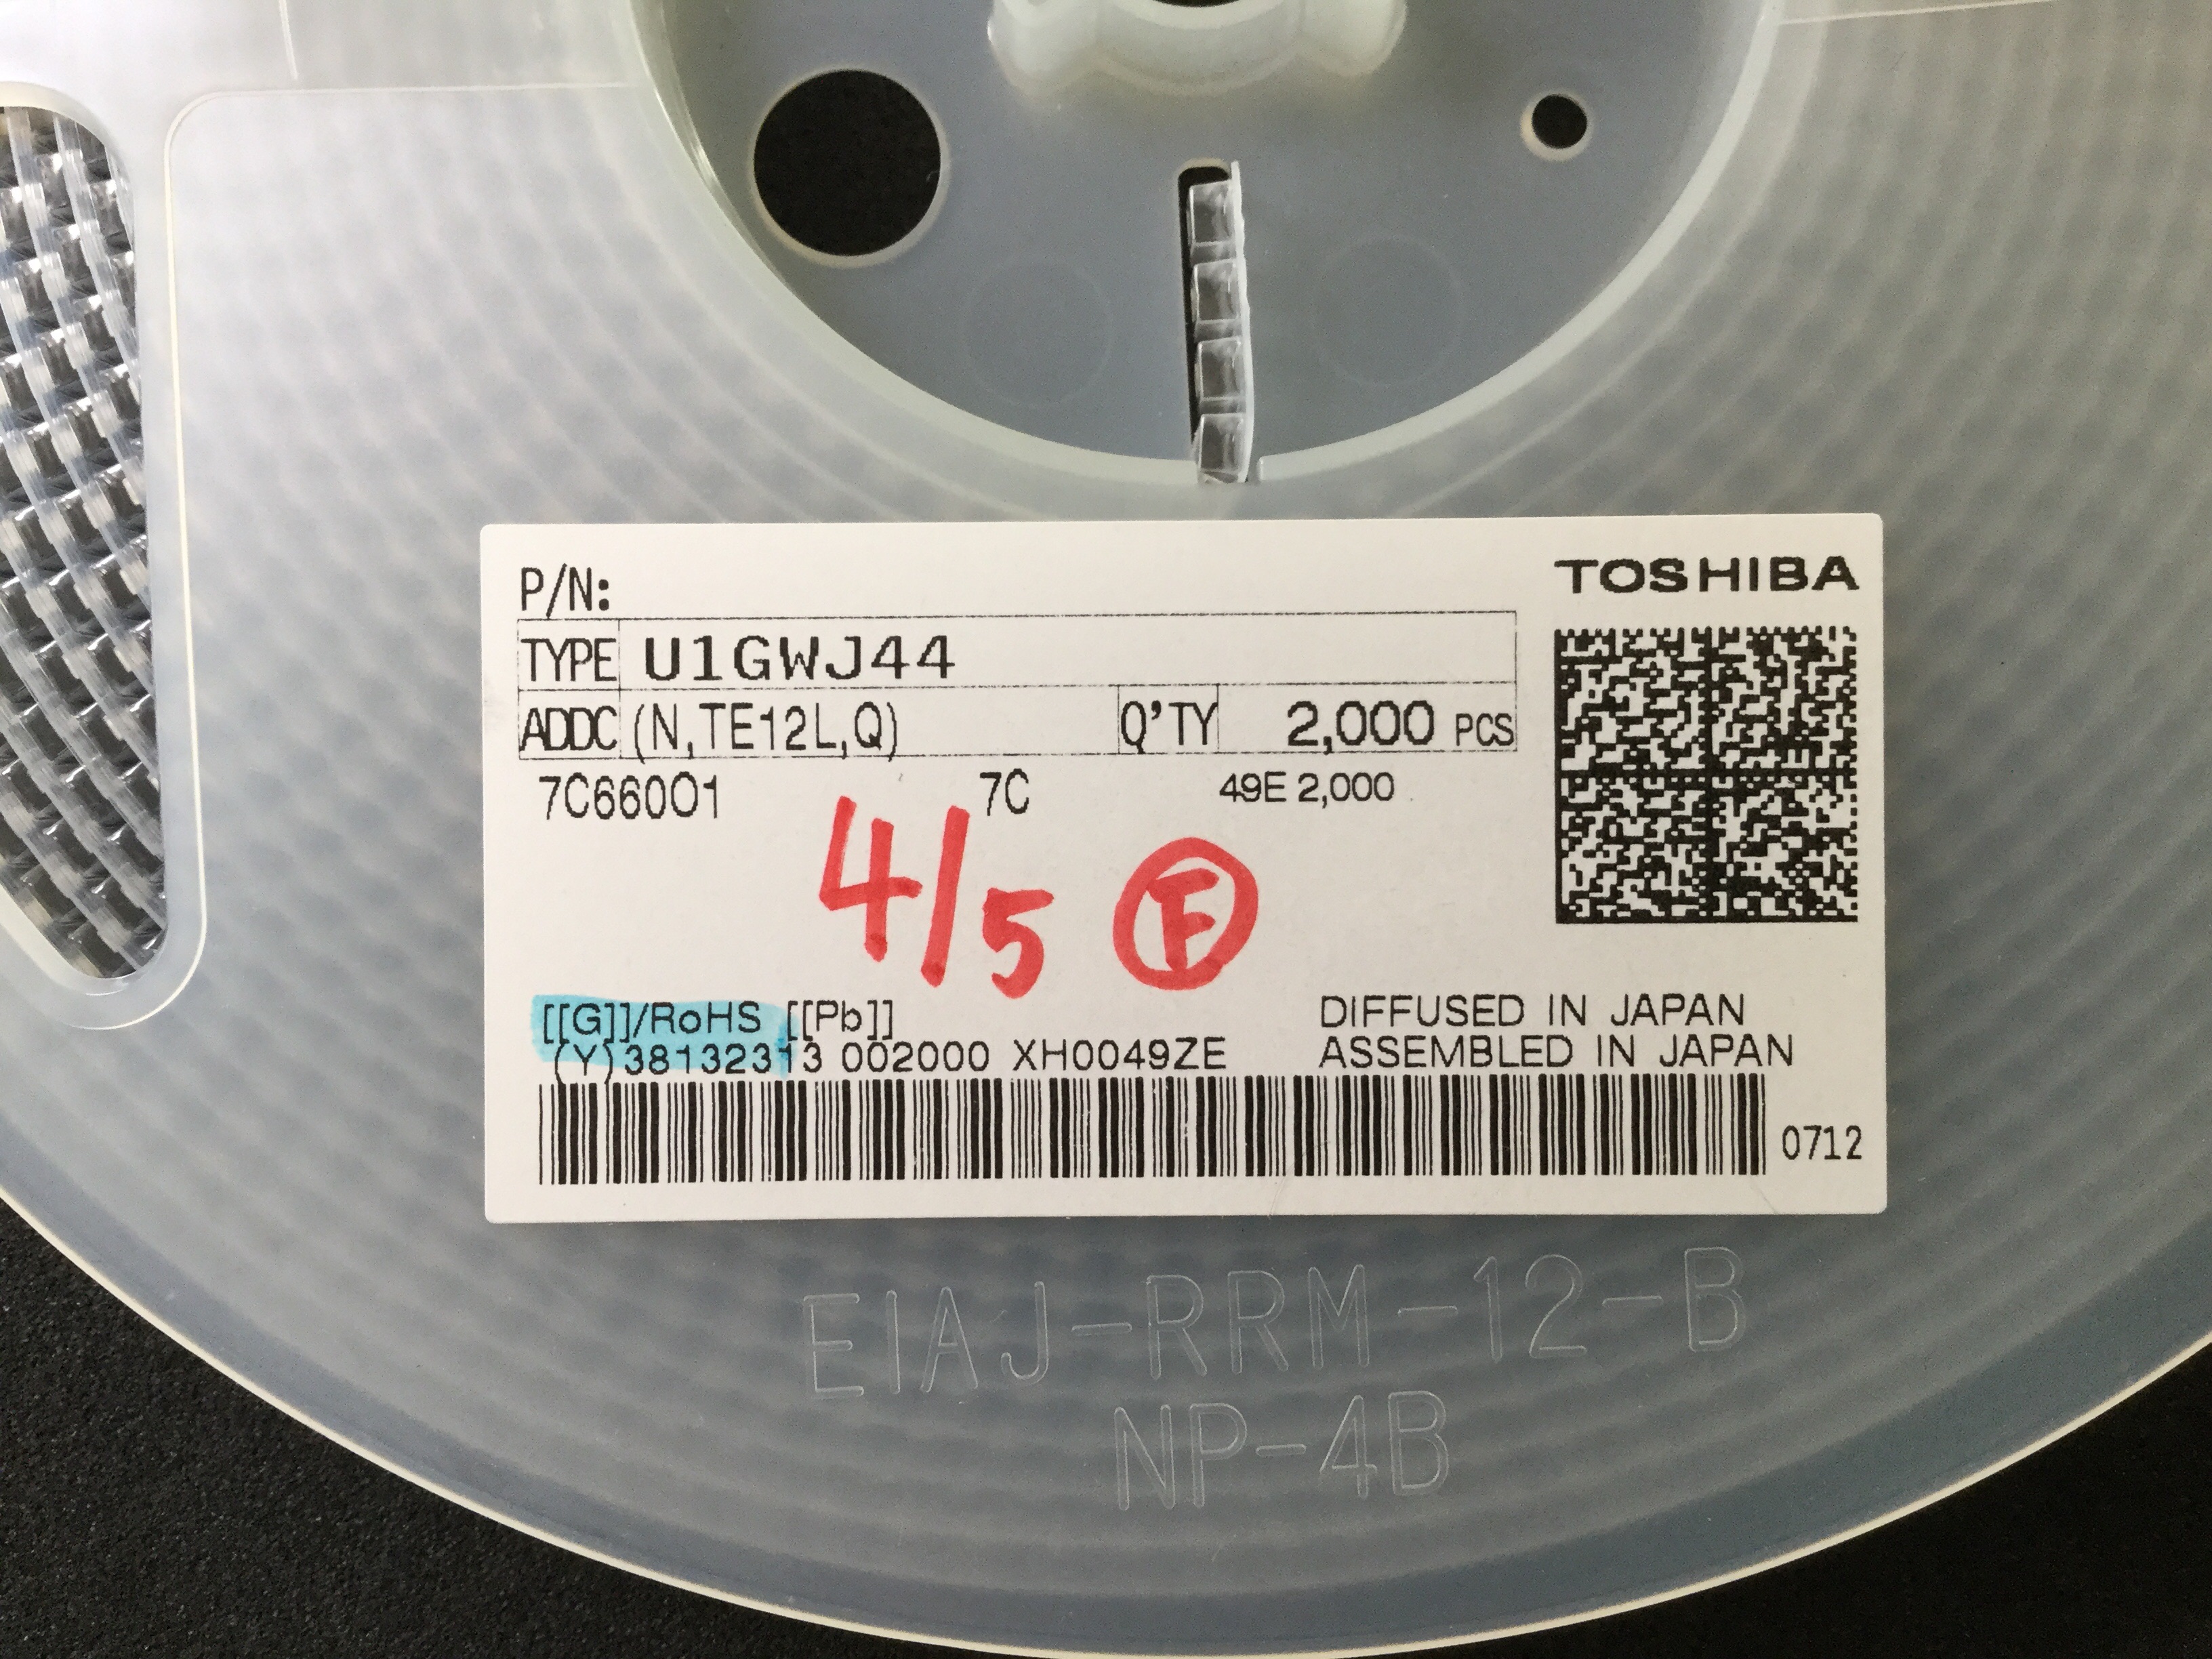 P/N:
TOSHIBA
TYPE U1GWJ44
ADDC (N,TE12L,Q) Q'TY 2,000 PCS
7C66001 7C 49E 2,000
4/5 F
[[G]]/RoHS [[Pb]] DIFFUSED IN JAPAN
(Y)38132313 002000 XH0049ZE ASSEMBLED IN JAPAN
0712
EIAJ-RRM-12-B
NP-4B